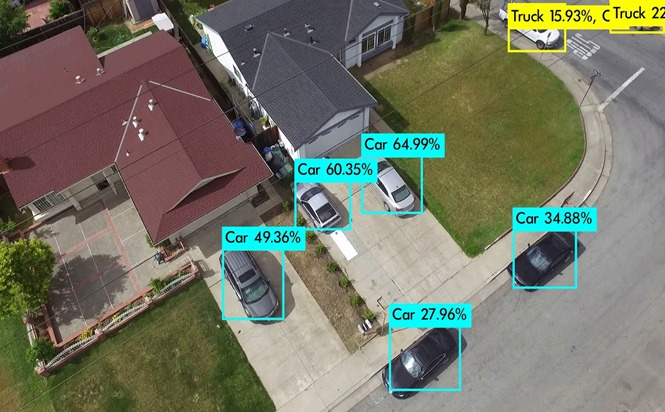 Truck 15.93%, C
Truck 22
Car 64.99%
Car 60.35%
Car 34.88%
Car 49.36%
Car 27.96%